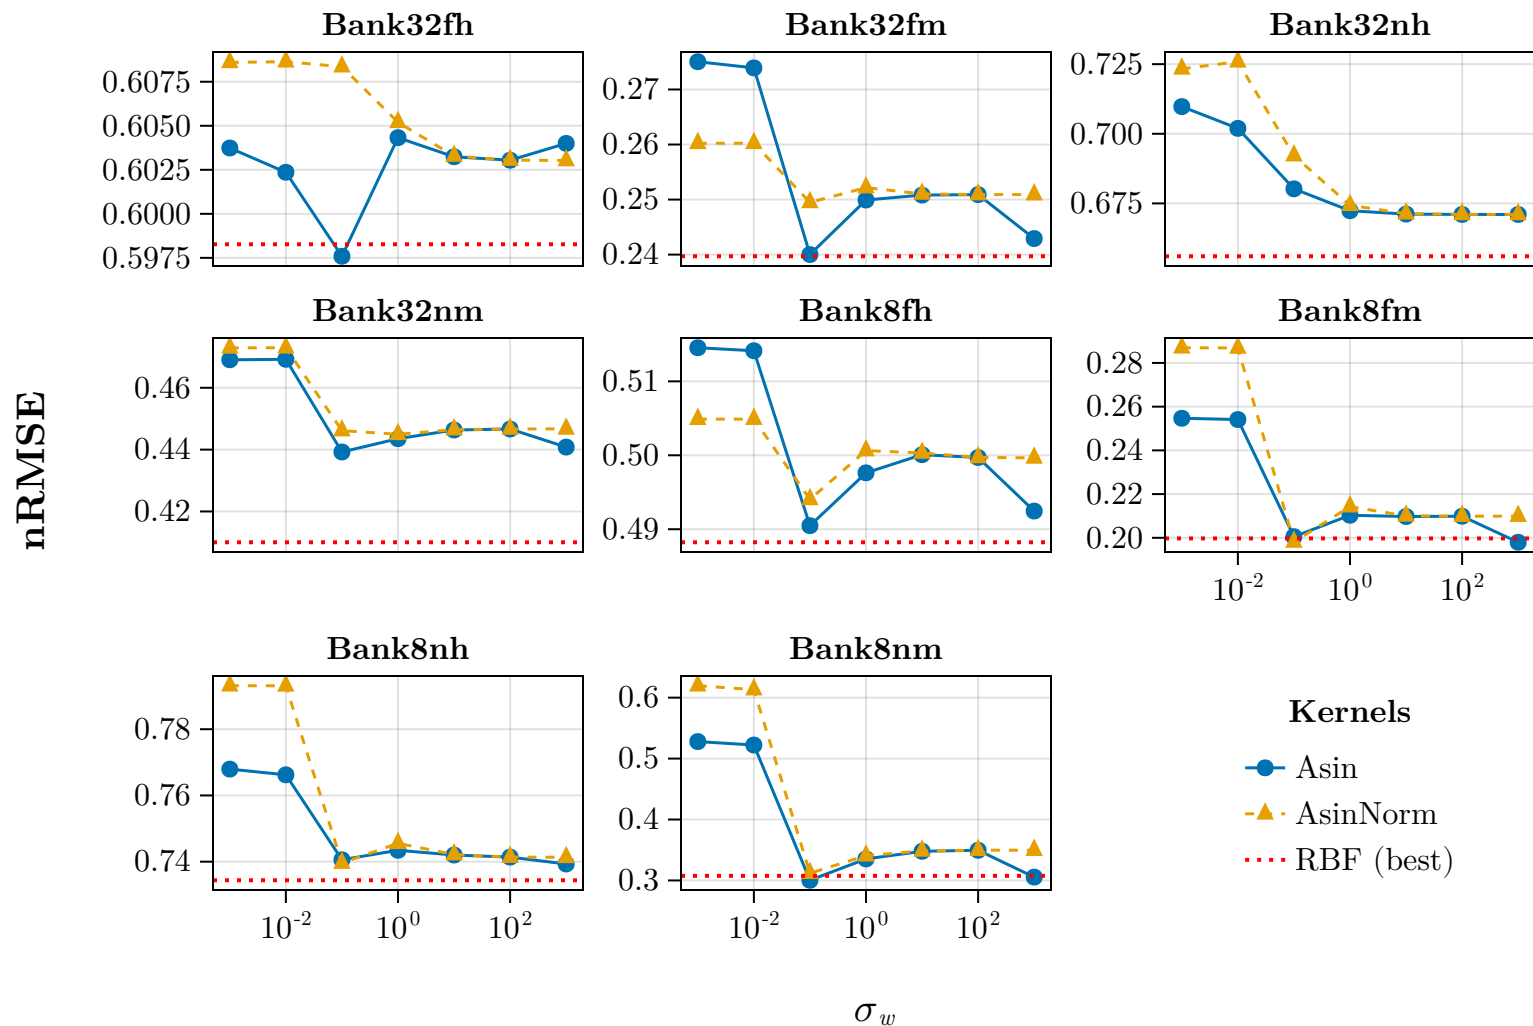 Bank32fh
Bank32fm
Bank32nh
0.6075
0.6050
0.6025
0.6000
0.5975
0.27
0.26
0.25
0.24
0.725
0.700
0.675
Bank32nm
Bank8fh
Bank8fm
nRMSE
0.46
0.44
0.42
0.51
0.50
0.49
0.28
0.26
0.24
0.22
0.20
10^-2 10^0 10^2
Bank8nh
Bank8nm
0.78
0.76
0.74
0.6
0.5
0.4
0.3
10^-2 10^0 10^2
10^-2 10^0 10^2
Kernels
Asin
AsinNorm
RBF (best)
σ_w